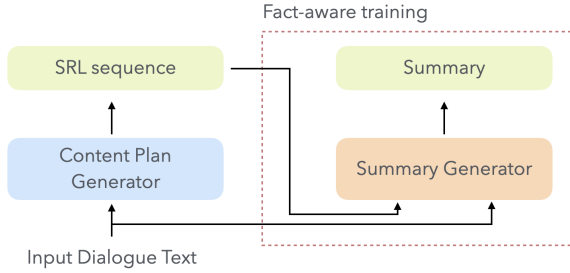 Fact-aware training
SRL sequence
Summary
Content Plan
Generator
Summary Generator
Input Dialogue Text